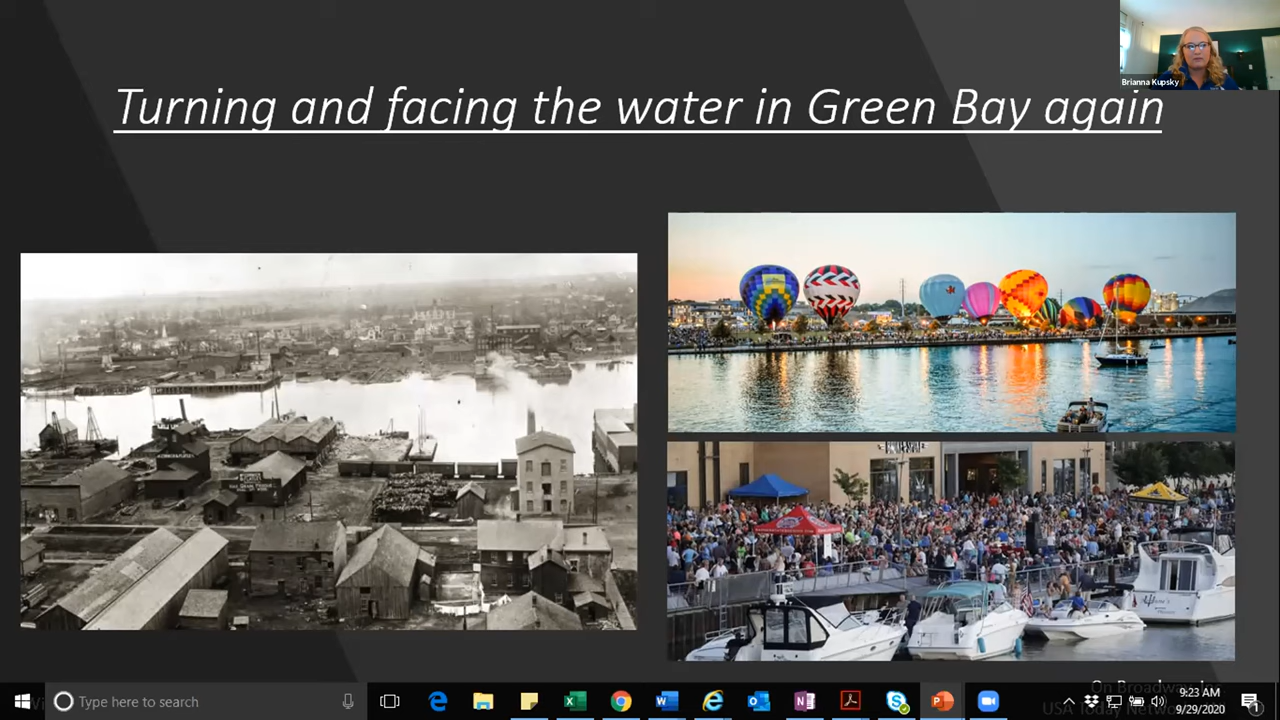 Brianna Kupsky
Turning and facing the water in Green Bay again
On Broadway, Inc.
Type here to search
9:23 AM
9/29/2020
USA Today Network
1